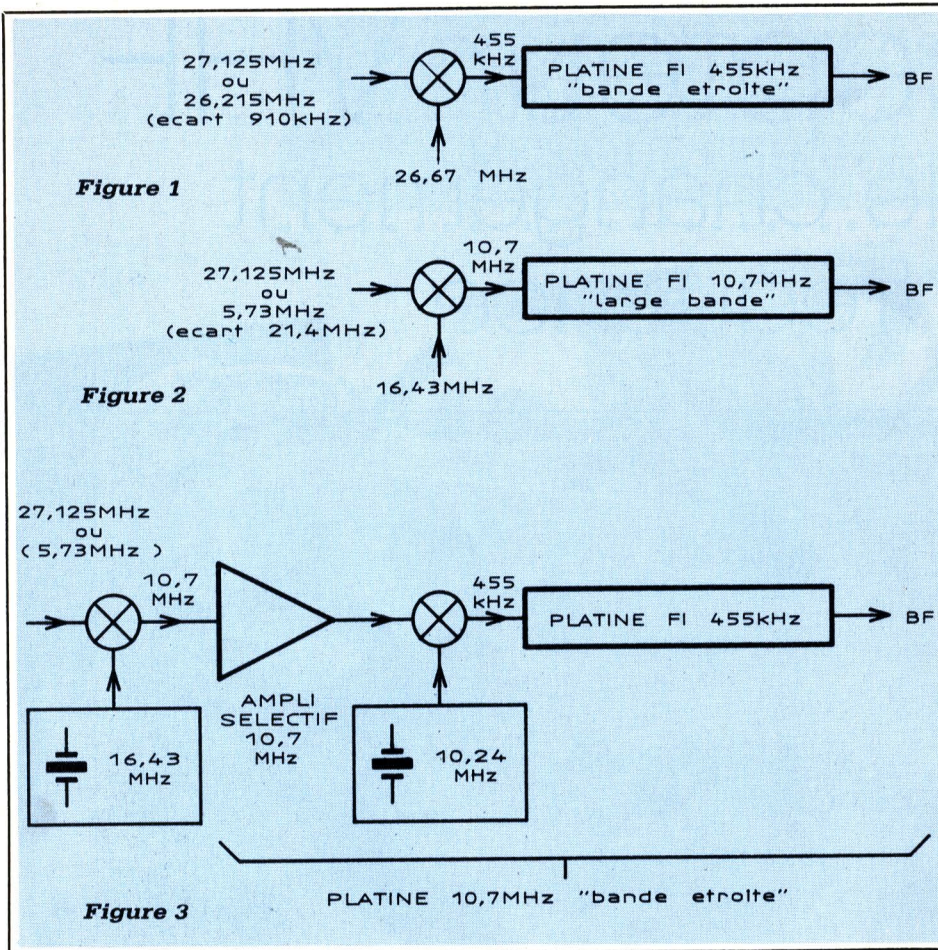 27,125MHz
ou
26,215MHz
(ecart 910kHz)
455
kHz
PLATINE FI 455kHz
"bande etroite"
BF
26,67 MHz
Figure 1
27,125MHz
ou
5,73MHz
(ecart 21,4MHz)
10,7
MHz
PLATINE FI 10,7MHz
"large bande"
BF
16,43MHz
Figure 2
27,125MHz
ou
( 5,73MHz )
10,7
MHz
455
kHz
PLATINE FI 455kHz
BF
AMPLI
SELECTIF
10,7
MHz
16,43
MHz
10,24
MHz
PLATINE 10,7MHz "bande etroite"
Figure 3